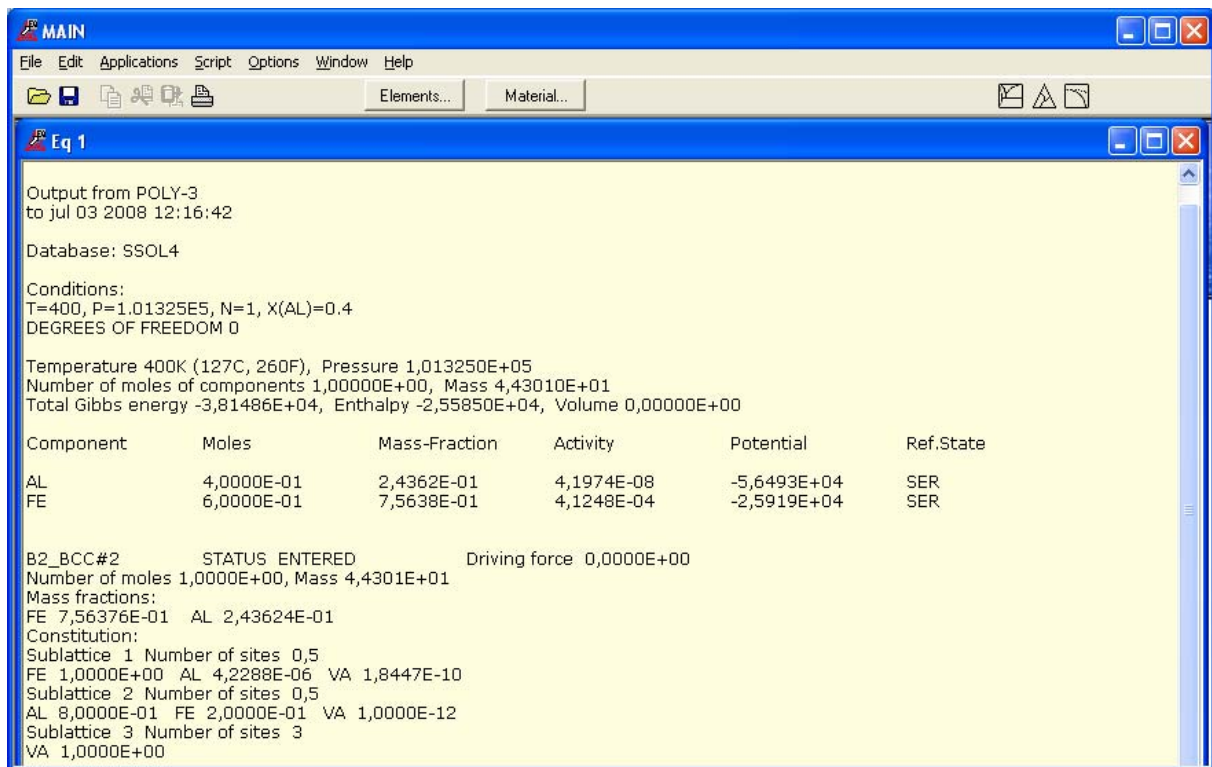 MAIN
File Edit Applications Script Options Window Help
Elements... Material...
Eq 1
Output from POLY-3
to jul 03 2008 12:16:42
Database: SSOL4
Conditions:
T=400, P=1.01325E5, N=1, X(AL)=0.4
DEGREES OF FREEDOM 0
Temperature 400K (127C, 260F), Pressure 1,013250E+05
Number of moles of components 1,00000E+00, Mass 4,43010E+01
Total Gibbs energy -3,81486E+04, Enthalpy -2,55850E+04, Volume 0,00000E+00
Component Moles Mass-Fraction Activity Potential Ref.State
AL 4,0000E-01 2,4362E-01 4,1974E-08 -5,6493E+04 SER
FE 6,0000E-01 7,5638E-01 4,1248E-04 -2,5919E+04 SER
B2_BCC#2 STATUS ENTERED Driving force 0,0000E+00
Number of moles 1,0000E+00, Mass 4,4301E+01
Mass fractions:
FE 7,56376E-01 AL 2,43624E-01
Constitution:
Sublattice 1 Number of sites 0,5
FE 1,0000E+00 AL 4,2288E-06 VA 1,8447E-10
Sublattice 2 Number of sites 0,5
AL 8,0000E-01 FE 2,0000E-01 VA 1,0000E-12
Sublattice 3 Number of sites 3
VA 1,0000E+00